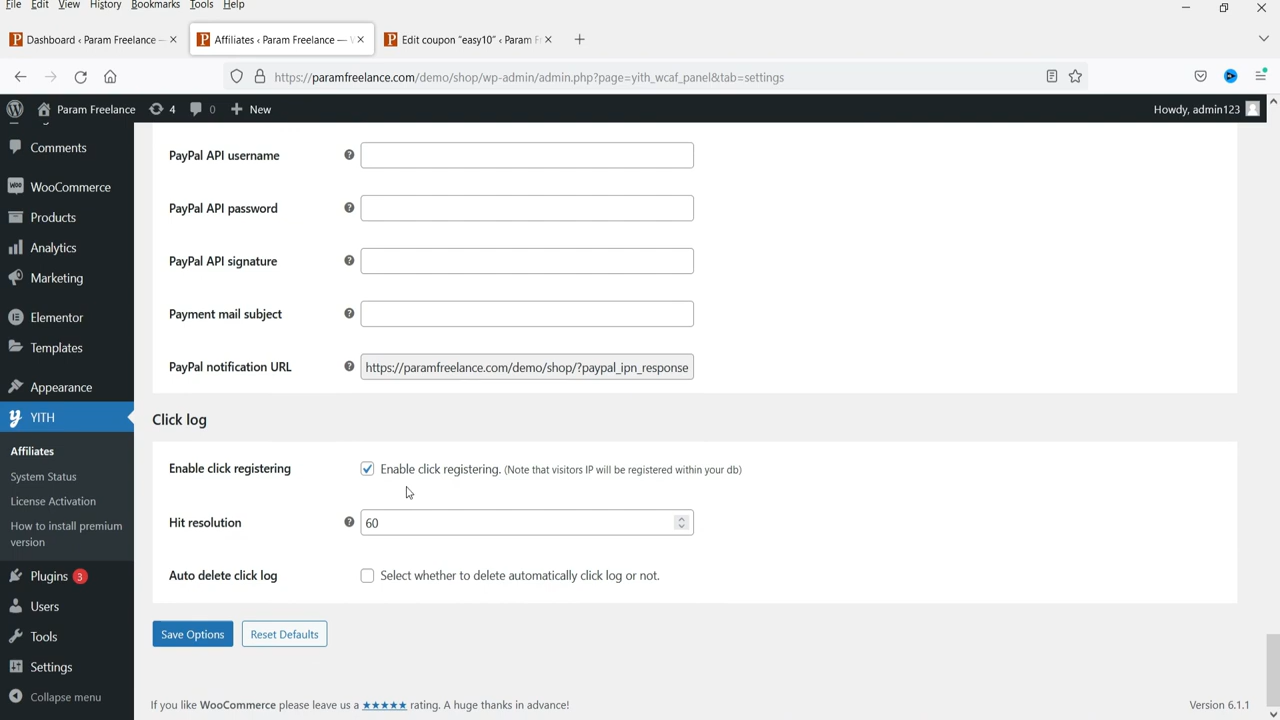 File Edit View History Bookmarks Tools Help
Dashboard ‹ Param Freelance —
Affiliates ‹ Param Freelance —
Edit coupon “easy10” ‹ Param
https://paramfreelance.com/demo/shop/wp-admin/admin.php?page=yith_wcaf_panel&tab=settings
Param Freelance 4 0 New
Howdy, admin123
Comments
WooCommerce
Products
Analytics
Marketing
Elementor
Templates
Appearance
YITH
Affiliates
System Status
License Activation
How to install premium
version
Plugins 3
Users
Tools
Settings
Collapse menu
PayPal API username
PayPal API password
PayPal API signature
Payment mail subject
PayPal notification URL
https://paramfreelance.com/demo/shop/?paypal_ipn_response
Click log
Enable click registering
Enable click registering. (Note that visitors IP will be registered within your db)
Hit resolution
60
Auto delete click log
Select whether to delete automatically click log or not.
Save Options
Reset Defaults
If you like WooCommerce please leave us a ★★★★★ rating. A huge thanks in advance!
Version 6.1.1